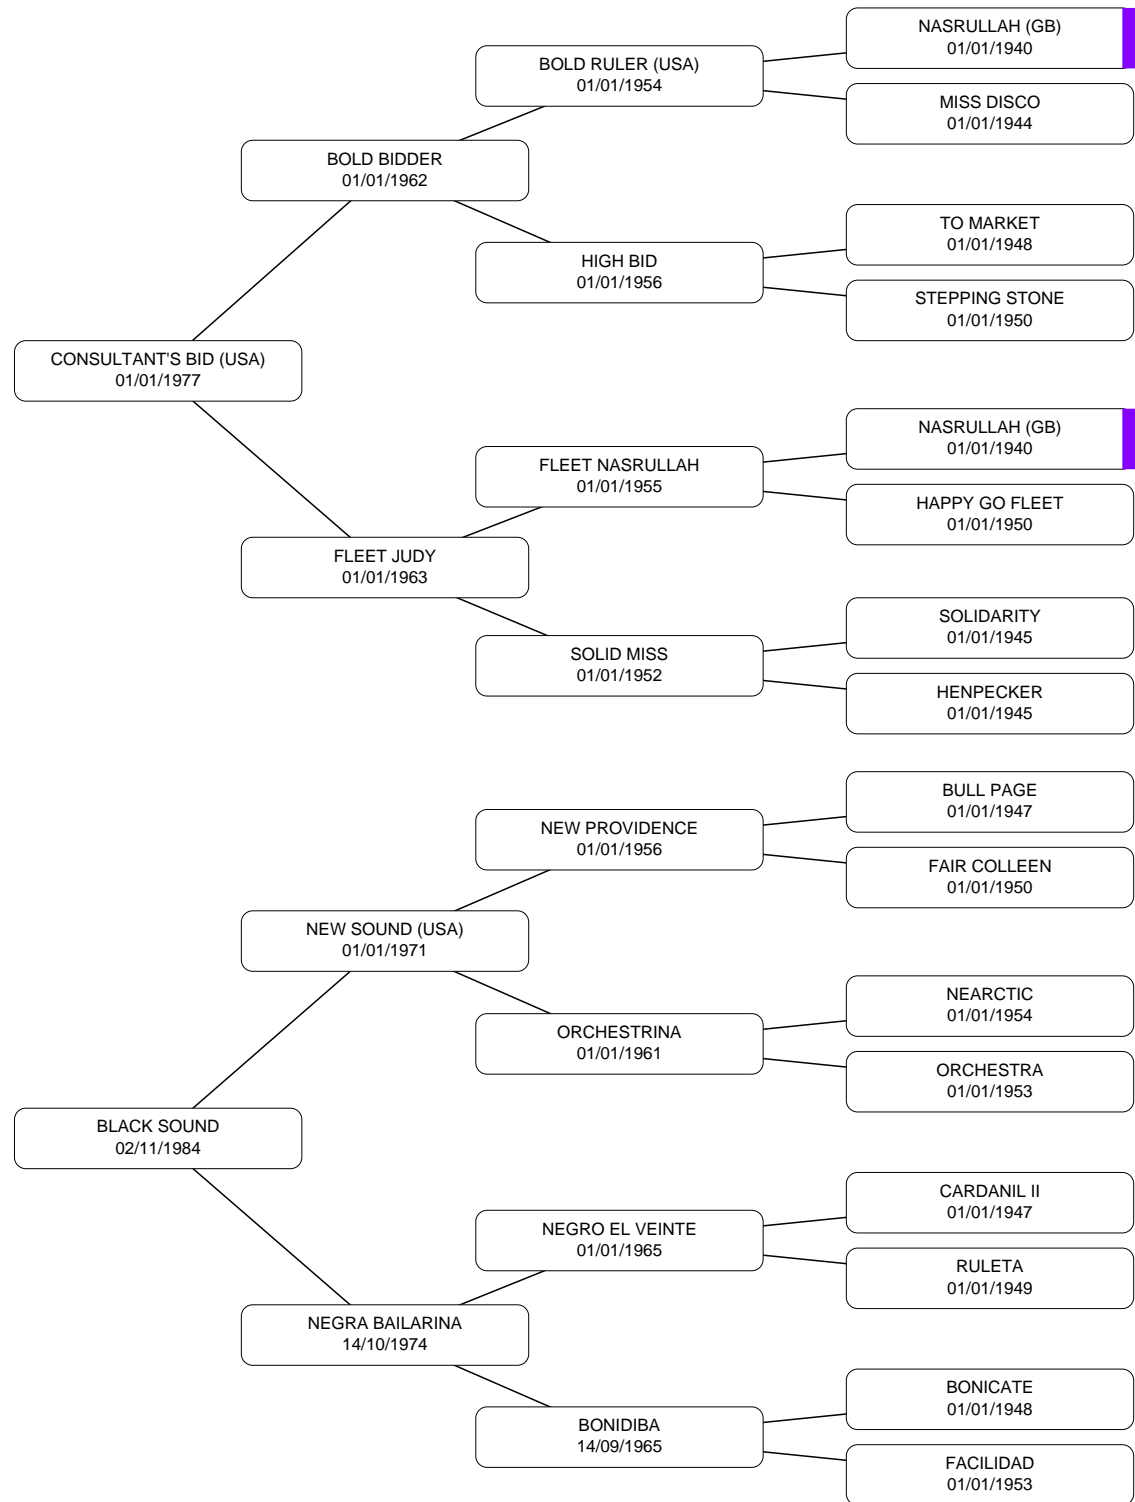 NASRULLAH (GB)
01/01/1940
BOLD RULER (USA)
01/01/1954
MISS DISCO
01/01/1944
BOLD BIDDER
01/01/1962
TO MARKET
01/01/1948
HIGH BID
01/01/1956
STEPPING STONE
01/01/1950
CONSULTANT'S BID (USA)
01/01/1977
NASRULLAH (GB)
01/01/1940
FLEET NASRULLAH
01/01/1955
HAPPY GO FLEET
01/01/1950
FLEET JUDY
01/01/1963
SOLIDARITY
01/01/1945
SOLID MISS
01/01/1952
HENPECKER
01/01/1945
BULL PAGE
01/01/1947
NEW PROVIDENCE
01/01/1956
FAIR COLLEEN
01/01/1950
NEW SOUND (USA)
01/01/1971
NEARCTIC
01/01/1954
ORCHESTRINA
01/01/1961
ORCHESTRA
01/01/1953
BLACK SOUND
02/11/1984
CARDANIL II
01/01/1947
NEGRO EL VEINTE
01/01/1965
RULETA
01/01/1949
NEGRA BAILARINA
14/10/1974
BONICATE
01/01/1948
BONIDIBA
14/09/1965
FACILIDAD
01/01/1953